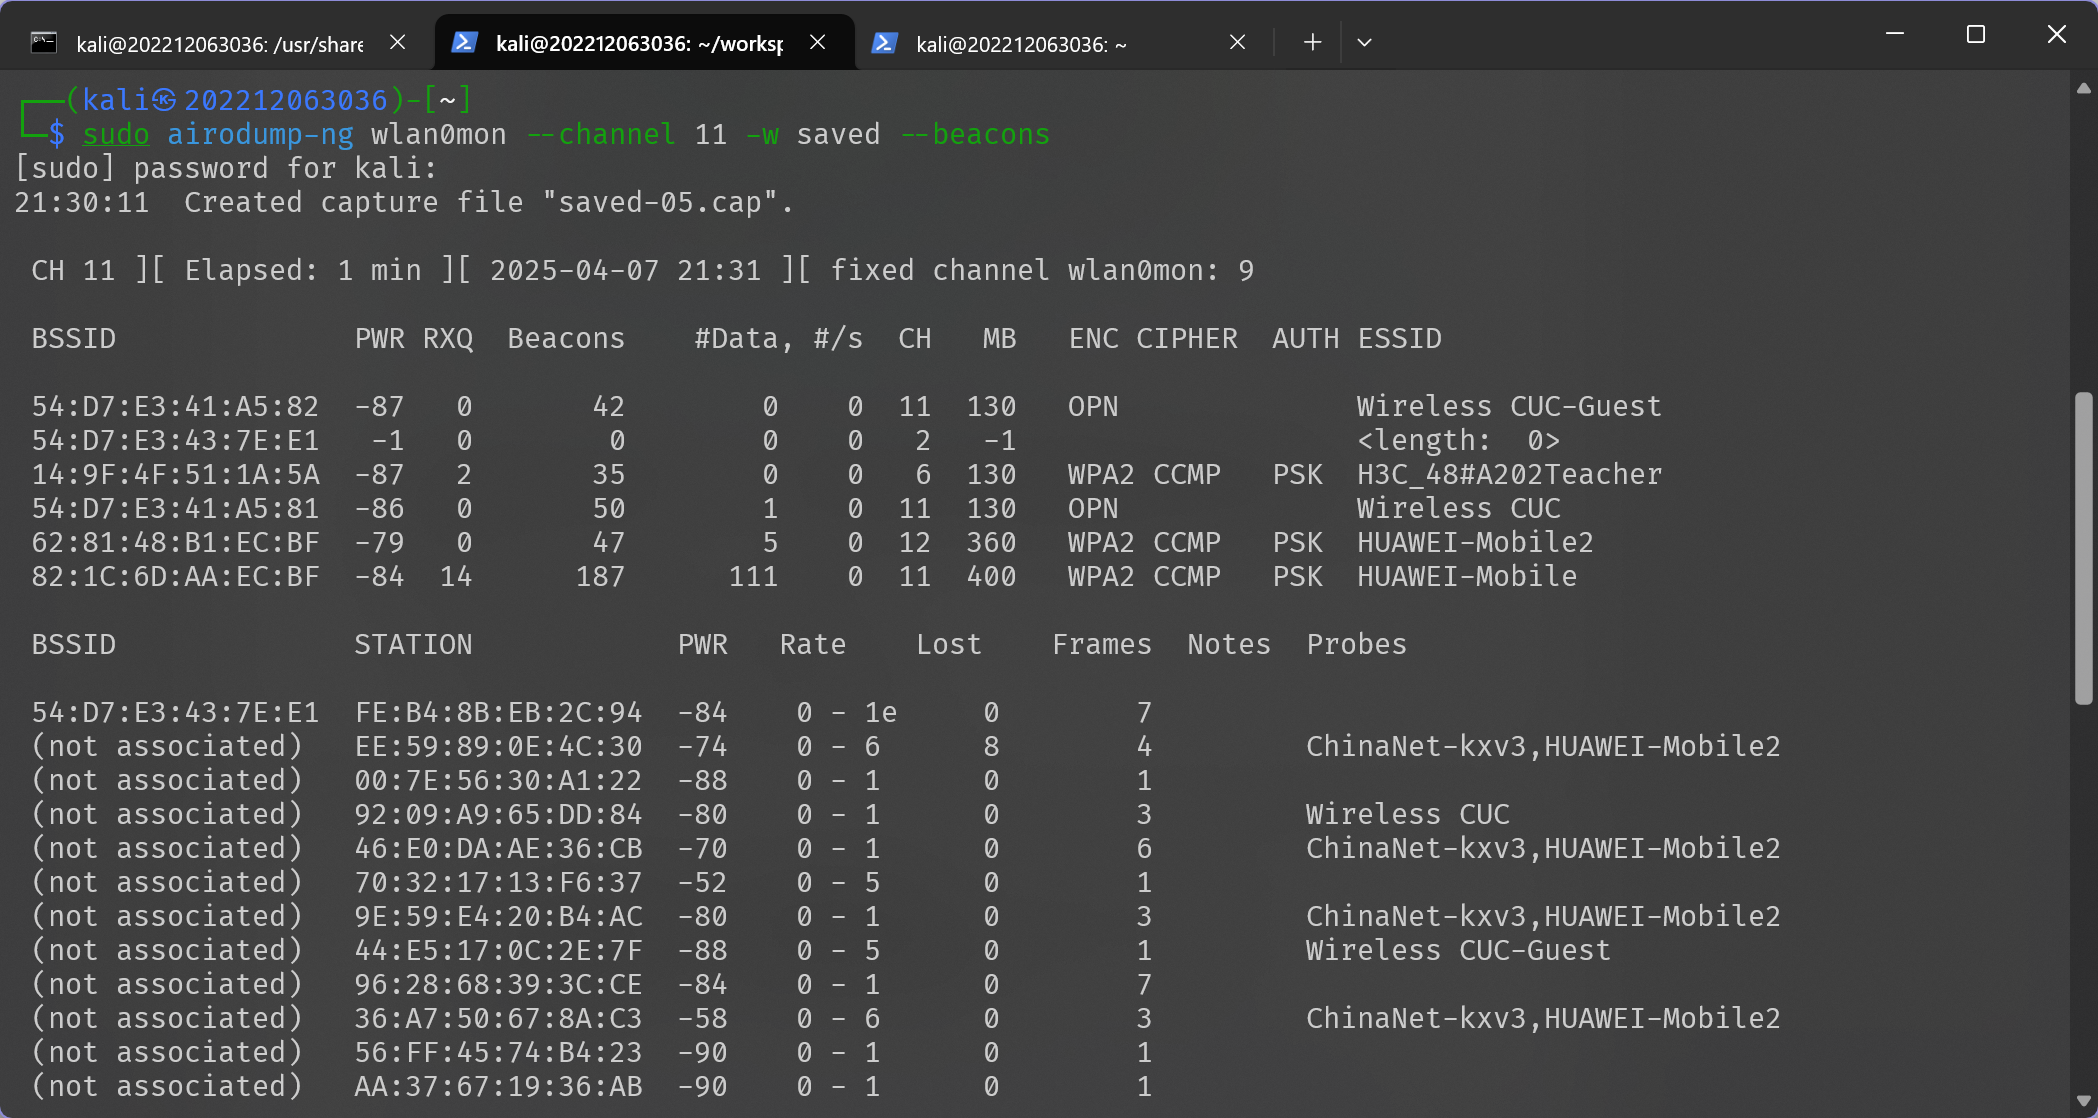 kali@202212063036: /usr/share
kali@202212063036: ~/worksp
kali@202212063036: ~
┌──(kali㉿202212063036)-[~]
└─$ sudo airodump-ng wlan0mon --channel 11 -w saved --beacons
[sudo] password for kali:
21:30:11  Created capture file "saved-05.cap".
CH 11 ][ Elapsed: 1 min ][ 2025-04-07 21:31 ][ fixed channel wlan0mon: 9
BSSID              PWR RXQ  Beacons    #Data, #/s  CH   MB   ENC CIPHER  AUTH ESSID
54:D7:E3:41:A5:82  -87   0       42        0    0  11  130   OPN              Wireless CUC-Guest
54:D7:E3:43:7E:E1   -1   0        0        0    0   2   -1                    <length:  0>
14:9F:4F:51:1A:5A  -87   2       35        0    0   6  130   WPA2 CCMP   PSK  H3C_48#A202Teacher
54:D7:E3:41:A5:81  -86   0       50        1    0  11  130   OPN              Wireless CUC
62:81:48:B1:EC:BF  -79   0       47        5    0  12  360   WPA2 CCMP   PSK  HUAWEI-Mobile2
82:1C:6D:AA:EC:BF  -84  14      187      111    0  11  400   WPA2 CCMP   PSK  HUAWEI-Mobile
BSSID              STATION            PWR   Rate    Lost    Frames  Notes  Probes
54:D7:E3:43:7E:E1  FE:B4:8B:EB:2C:94  -84    0 - 1e     0        7
(not associated)   EE:59:89:0E:4C:30  -74    0 - 6      8        4         ChinaNet-kxv3,HUAWEI-Mobile2
(not associated)   00:7E:56:30:A1:22  -88    0 - 1      0        1
(not associated)   92:09:A9:65:DD:84  -80    0 - 1      0        3         Wireless CUC
(not associated)   46:E0:DA:AE:36:CB  -70    0 - 1      0        6         ChinaNet-kxv3,HUAWEI-Mobile2
(not associated)   70:32:17:13:F6:37  -52    0 - 5      0        1
(not associated)   9E:59:E4:20:B4:AC  -80    0 - 1      0        3         ChinaNet-kxv3,HUAWEI-Mobile2
(not associated)   44:E5:17:0C:2E:7F  -88    0 - 5      0        1         Wireless CUC-Guest
(not associated)   96:28:68:39:3C:CE  -84    0 - 1      0        7
(not associated)   36:A7:50:67:8A:C3  -58    0 - 6      0        3         ChinaNet-kxv3,HUAWEI-Mobile2
(not associated)   56:FF:45:74:B4:23  -90    0 - 1      0        1
(not associated)   AA:37:67:19:36:AB  -90    0 - 1      0        1